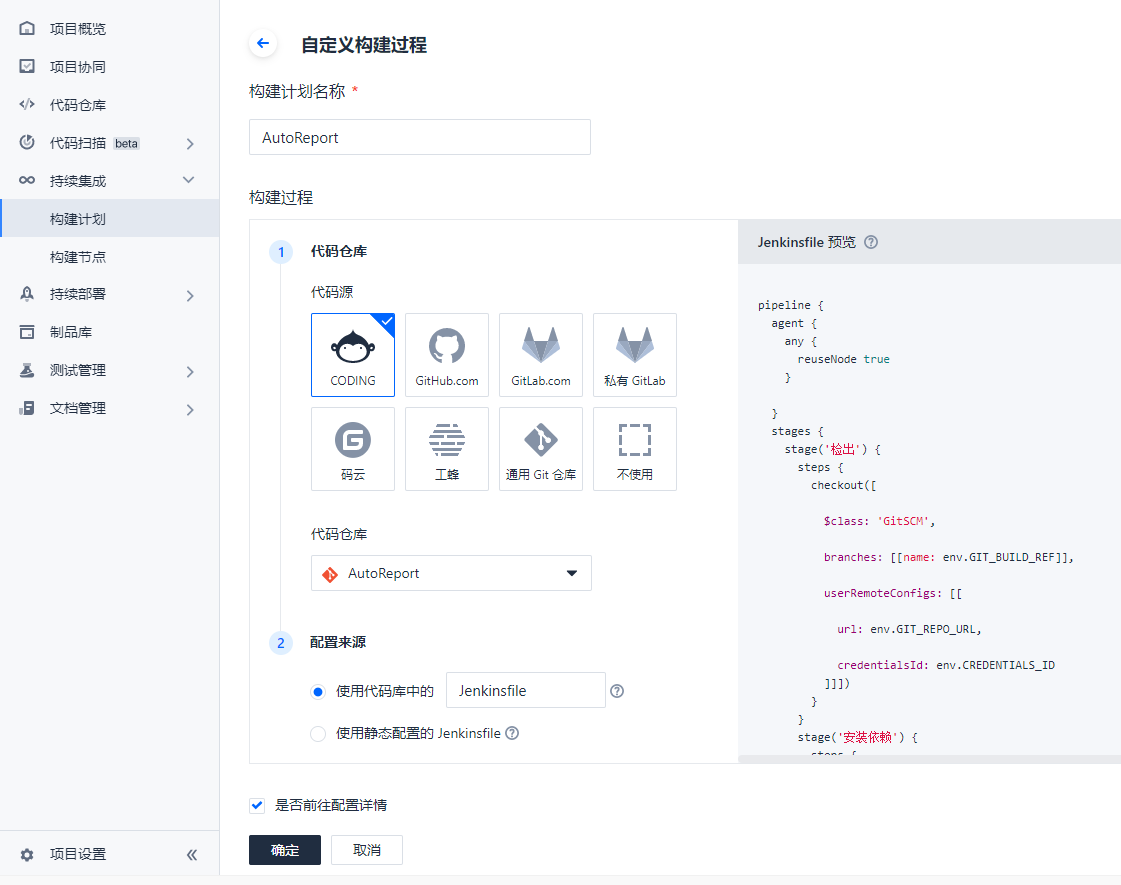 项目概览
项目协同
代码仓库
代码扫描 beta
持续集成
构建计划
构建节点
持续部署
制品库
测试管理
文档管理
项目设置
自定义构建过程
构建计划名称 *
AutoReport
构建过程
1 代码仓库
代码源
CODING
GitHub.com
GitLab.com
私有 GitLab
码云
工蜂
通用 Git 仓库
不使用
代码仓库
AutoReport
2 配置来源
使用代码库中的 Jenkinsfile
使用静态配置的 Jenkinsfile
Jenkinsfile 预览
pipeline {
agent {
any {
reuseNode true
}
}
stages {
stage('检出') {
steps {
checkout([
$class: 'GitSCM',
branches: [[name: env.GIT_BUILD_REF]],
userRemoteConfigs: [[
url: env.GIT_REPO_URL,
credentialsId: env.CREDENTIALS_ID
]]])
}
}
stage('安装依赖') {
steps {
是否前往配置详情
确定
取消